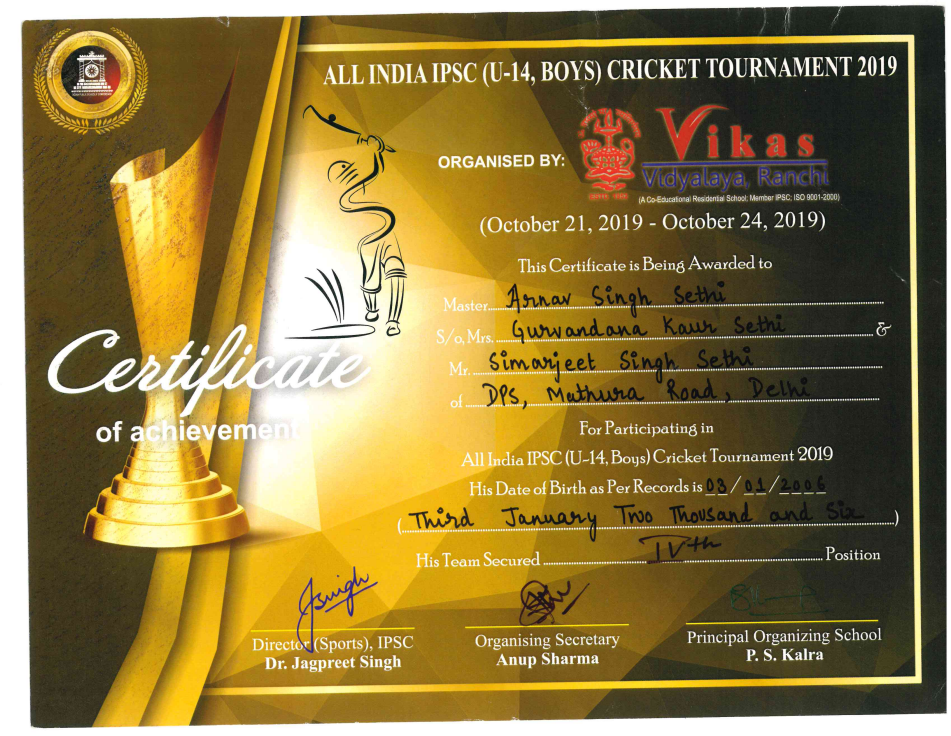 ALL INDIA IPSC (U-14, BOYS) CRICKET TOURNAMENT 2019
ORGANISED BY:
Vikas
Vidyalaya, Ranchi
(A Co-Educational Residential School, Member IPSC; ISO 9001-2000)
(October 21, 2019 - October 24, 2019)
This Certificate is Being Awarded to
Master Arnav Singh Sethi
S/o, Mrs. Gurvandana Kaur Sethi &
Mr. Simarjeet Singh Sethi
of DPS, Mathura Road, Delhi
Certificate
of achievement
For Participating in
All India IPSC (U-14, Boys) Cricket Tournament 2019
His Date of Birth as Per Records is 03/01/2006
(Third January Two Thousand and Six)
His Team Secured IVth Position
Jsingh
Director (Sports), IPSC
Dr. Jagpreet Singh
Organising Secretary
Anup Sharma
Principal Organizing School
P. S. Kalra